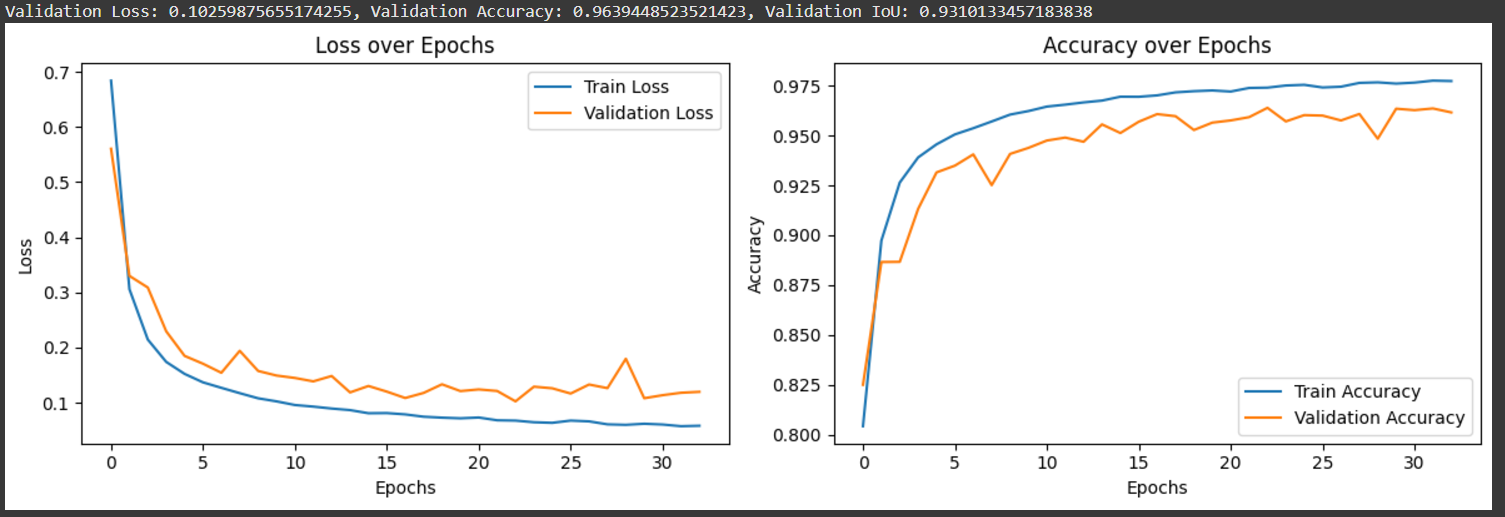 Validation Loss: 0.10259875655174255, Validation Accuracy: 0.9639448523521423, Validation IoU: 0.9310133457183838
Loss over Epochs
0.7
0.6
0.5
0.4
0.3
0.2
0.1
Loss
0 5 10 15 20 25 30
Epochs
Train Loss
Validation Loss
Accuracy over Epochs
0.975
0.950
0.925
0.900
0.875
0.850
0.825
0.800
Accuracy
0 5 10 15 20 25 30
Epochs
Train Accuracy
Validation Accuracy